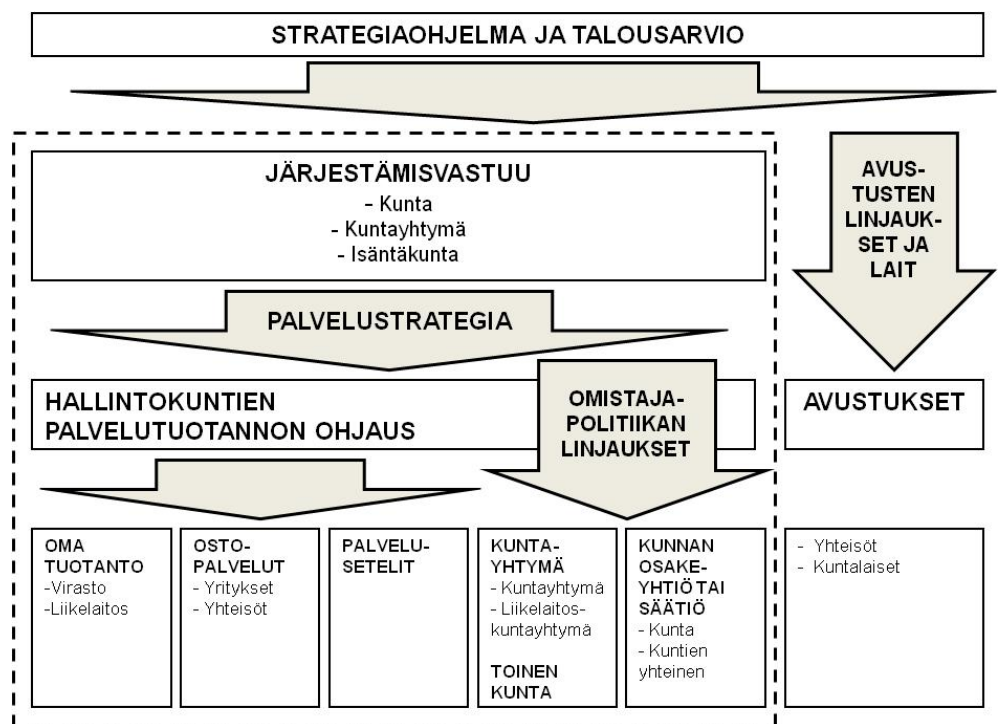 STRATEGIAOHJELMA JA TALOUSARVIO
JÄRJESTÄMISVASTUU
- Kunta
- Kuntayhtymä
- Isäntäkunta
AVUS-
TUSTEN
LINJAUK-
SET JA
LAIT
PALVELUSTRATEGIA
HALLINTOKUNTIEN
PALVELUTUOTANNON OHJAUS
OMISTAJA-
POLITIIKAN
LINJAUKSET
AVUSTUKSET
OMA
TUOTANTO
-Virasto
-Liikelaitos
OSTO-
PALVELUT
- Yritykset
- Yhteisöt
PALVELU-
SETELIT
KUNTA-
YHTYMÄ
- Kuntayhtymä
- Liikelaitos-
kuntayhtymä
TOINEN
KUNTA
KUNNAN
OSAKE-
YHTIÖ TAI
SÄÄTIÖ
- Kunta
- Kuntien
yhteinen
- Yhteisöt
- Kuntalaiset